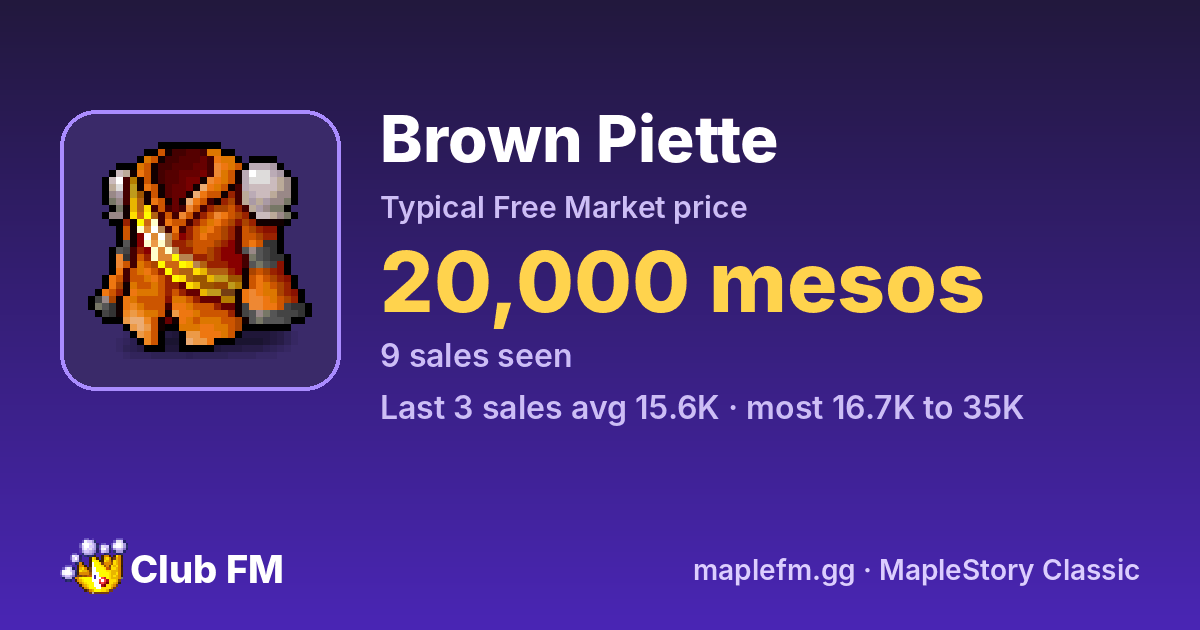 Brown Piette
Typical Free Market price
20,000 mesos
9 sales seen
Last 3 sales avg 15.6K · most 16.7K to 35K
Club FM
maplefm.gg · MapleStory Classic